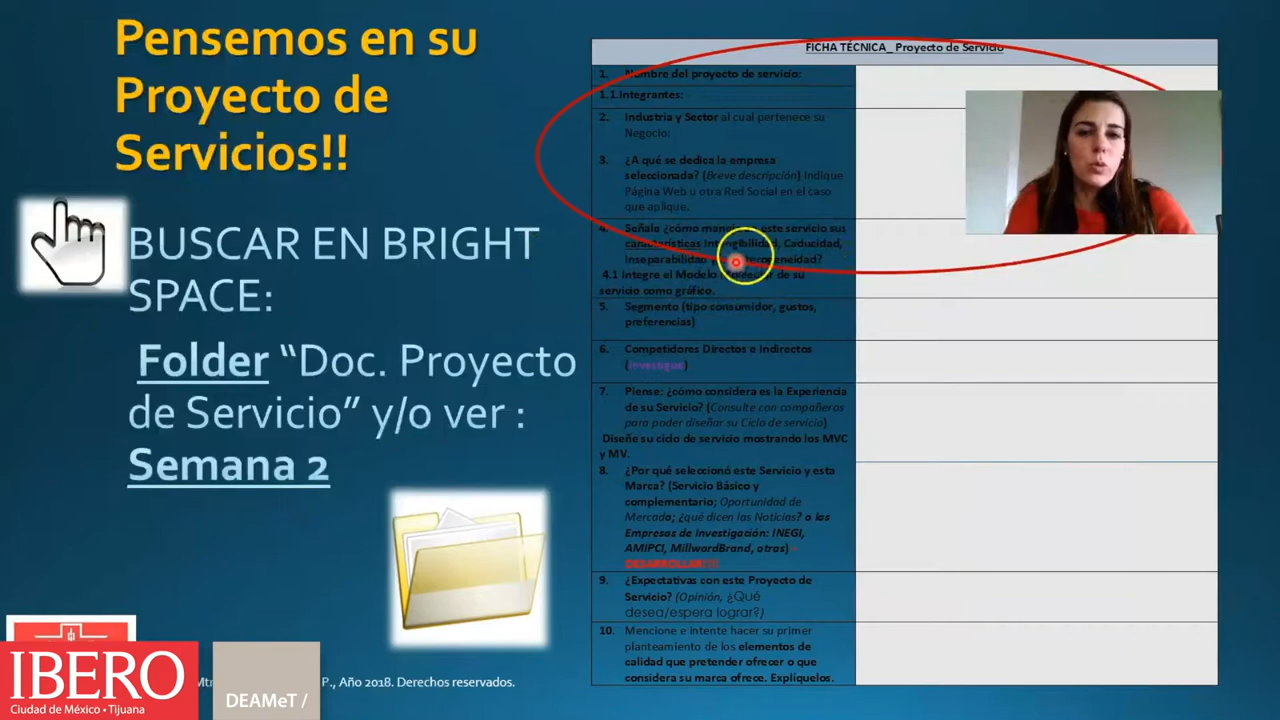 Pensemos en su
Proyecto de
Servicios!!
BUSCAR EN BRIGHT
SPACE:
Folder “Doc. Proyecto
de Servicio” y/o ver :
Semana 2
FICHA TÉCNICA_ Proyecto de Servicio
1. Nombre del proyecto de servicio:
1.1.Integrantes:
2. Industria y Sector al cual pertenece su
Negocio:
3. ¿A qué se dedica la empresa
seleccionada? (Breve descripción) Indique
Página Web u otra Red Social en el caso
que aplique.
4. Señale ¿cómo este servicio sus
características Intangibilidad, Caducidad,
Inseparabilidad
4.1 Integre el Modelo de su
servicio como gráfico.
5. Segmento (tipo consumidor, gustos,
preferencias)
6. Competidores Directos e Indirectos
(investigue)
7. Piense: ¿cómo considera es la Experiencia
de su Servicio? (Consulte con compañeros
para poder diseñar su Ciclo de servicio)
Diseñe su ciclo de servicio mostrando los MVC
y MV.
8. ¿Por qué seleccionó este Servicio y esta
Marca? (Servicio Básico y
complementario; Oportunidad de
Mercado; ¿qué dicen las Noticias? o las
Empresas de Investigación: INEGI,
AMIPCI, MillwardBrand, otras) -
DESARROLLAR!!!!
9. ¿Expectativas con este Proyecto de
Servicio? (Opinión, ¿Qué
desea/espera lograr?)
10. Mencione e intente hacer su primer
planteamiento de los elementos de
calidad que pretender ofrecer o que
considera su marca ofrece. Explíquelos.
IBERO
Ciudad de México • Tijuana
DEAMeT /
P., Año 2018. Derechos reservados.